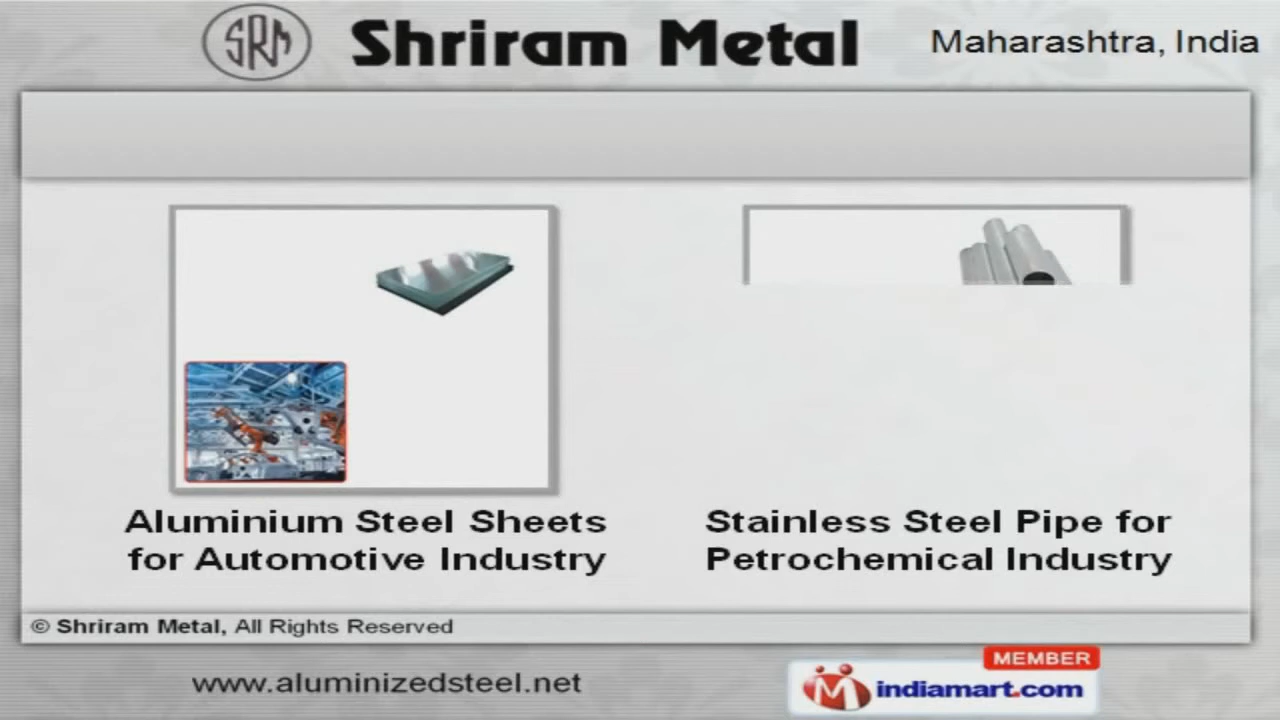 SRM
Shriram Metal
Maharashtra, India
Aluminium Steel Sheets
for Automotive Industry
Stainless Steel Pipe for
Petrochemical Industry
© Shriram Metal, All Rights Reserved
www.aluminizedsteel.net
MEMBER
indiamart.com